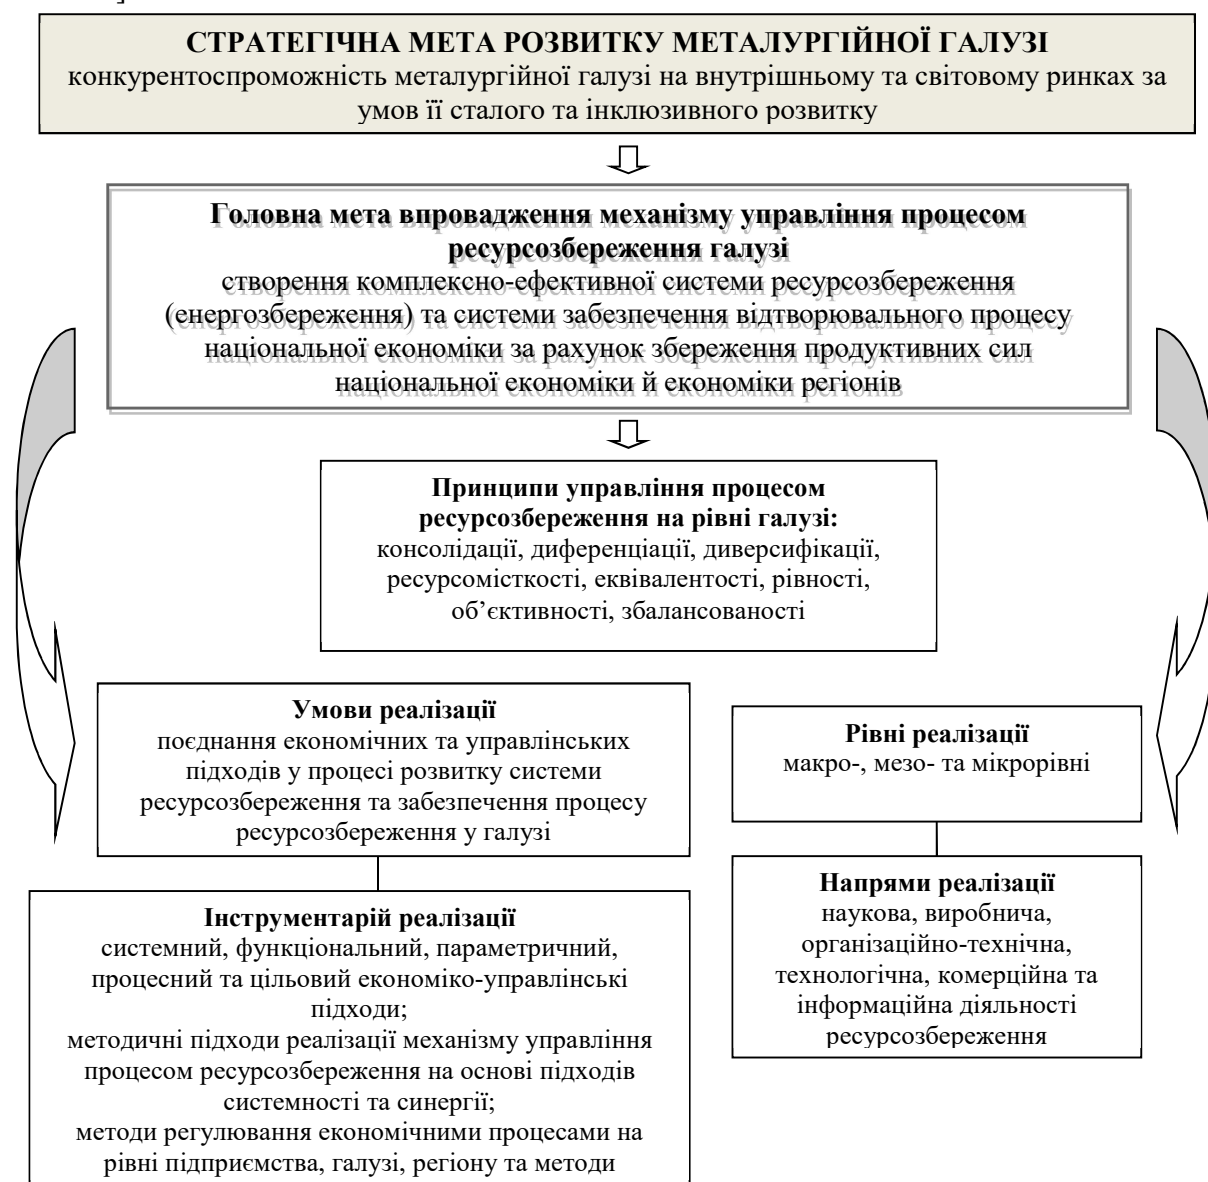 СТРАТЕГІЧНА МЕТА РОЗВИТКУ МЕТАЛУРГІЙНОЇ ГАЛУЗІ
конкурентоспроможність металургійної галузі на внутрішньому та світовому ринках за
умов її сталого та інклюзивного розвитку
Головна мета впровадження механізму управління процесом
ресурсозбереження галузі
створення комплексно-ефективної системи ресурсозбереження
(енергозбереження) та системи забезпечення відтворювального процесу
національної економіки за рахунок збереження продуктивних сил
національної економіки й економіки регіонів
Принципи управління процесом
ресурсозбереження на рівні галузі:
консолідації, диференціації, диверсифікації,
ресурсомісткості, еквівалентості, рівності,
об’єктивності, збалансованості
Умови реалізації
поєднання економічних та управлінських
підходів у процесі розвитку системи
ресурсозбереження та забезпечення процесу
ресурсозбереження у галузі
Інструментарій реалізації
системний, функціональний, параметричний,
процесний та цільовий економіко-управлінські
підходи;
методичні підходи реалізації механізму управління
процесом ресурсозбереження на основі підходів
системності та синергії;
методи регулювання економічними процесами на
рівні підприємства, галузі, регіону та методи
Рівні реалізації
макро-, мезо- та мікрорівні
Напрями реалізації
наукова, виробнича,
організаційно-технічна,
технологічна, комерційна та
інформаційна діяльності
ресурсозбереження